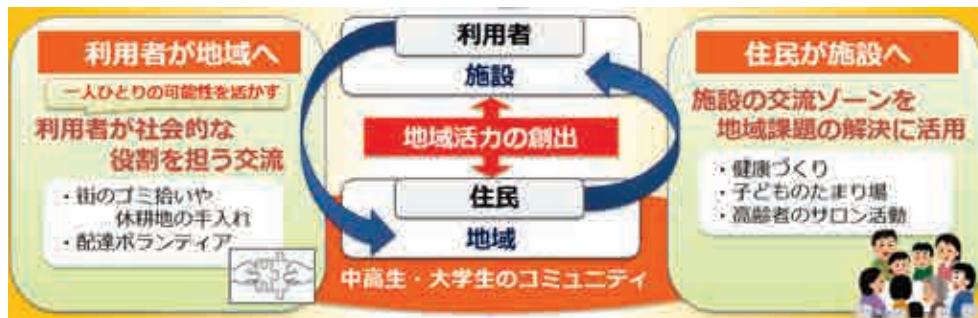 利用者が地域へ
一人ひとりの可能性を活かす
利用者が社会的な
役割を担う交流
・街のゴミ拾いや
休耕地の手入れ
・配達ボランティア
利用者
施設
地域活力の創出
住民
地域
中高生・大学生のコミュニティ
住民が施設へ
施設の交流ゾーンを
地域課題の解決に活用
・健康づくり
・子どものたまり場
・高齢者のサロン活動